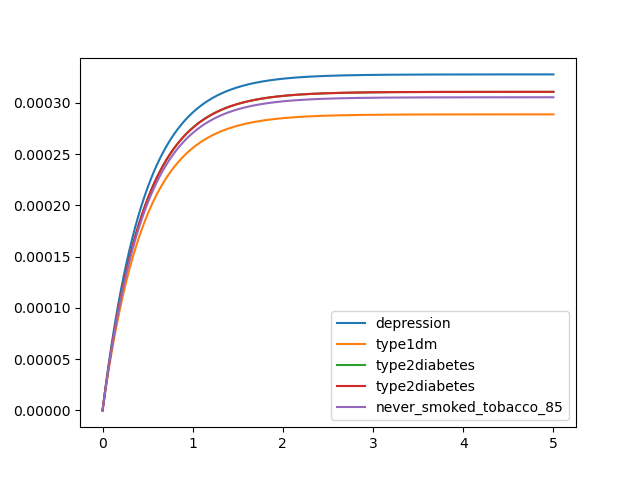 0.00030
0.00025
0.00020
0.00015
0.00010
0.00005
0.00000
0 1 2 3 4 5
depression
type1dm
type2diabetes
type2diabetes
never_smoked_tobacco_85